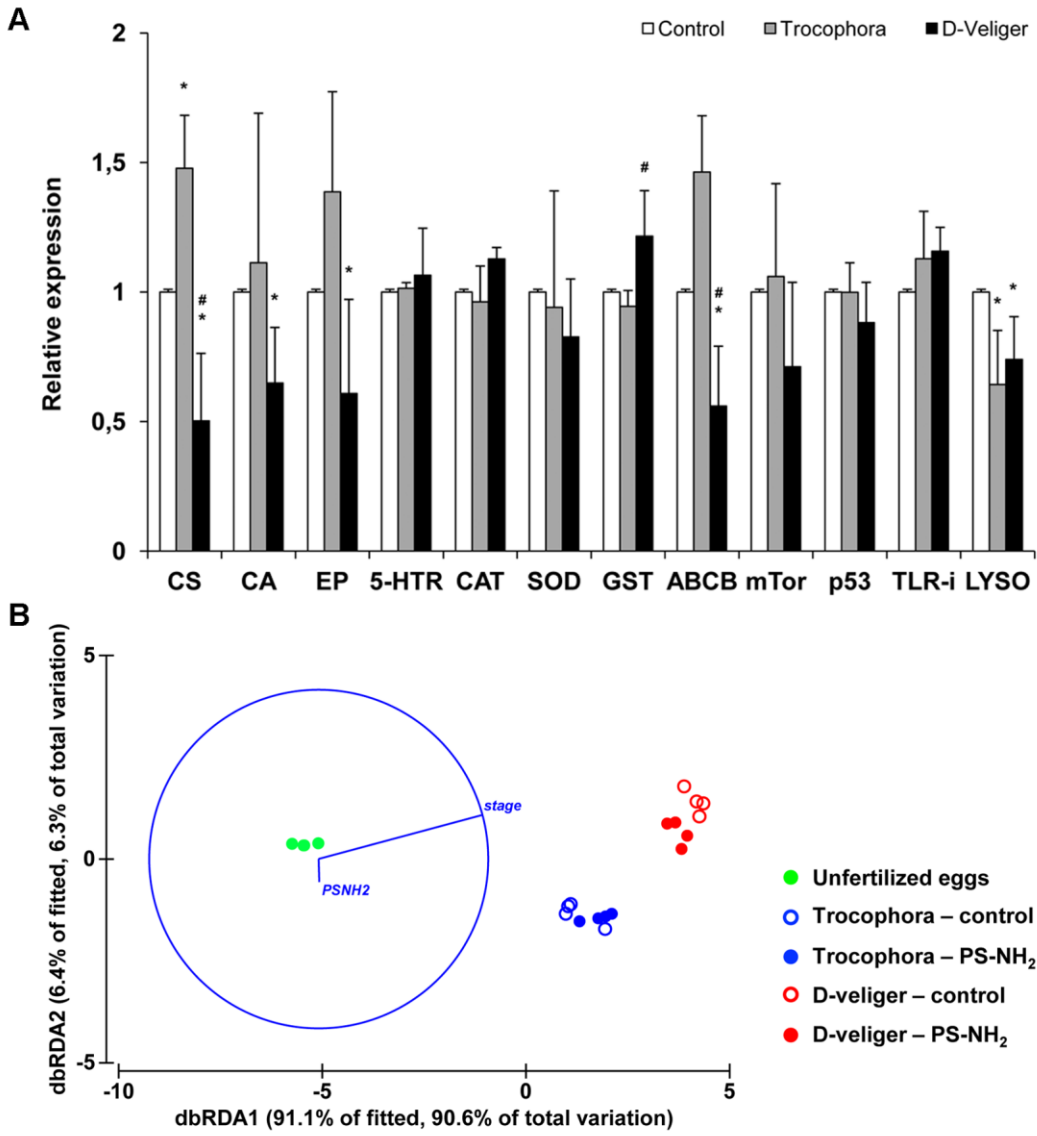 A
Control Trocophora D-Veliger
2
1,5
1
0,5
0
Relative expression
* # * * * # # * * *
CS CA EP 5-HTR CAT SOD GST ABCB mTor p53 TLR-i LYSO
B
dbRDA2 (6.4% of fitted, 6.3% of total variation)
5
0
-5
stage
PSNH2
-10 -5 0 5
dbRDA1 (91.1% of fitted, 90.6% of total variation)
Unfertilized eggs
Trocophora – control
Trocophora – PS-NH₂
D-veliger – control
D-veliger – PS-NH₂